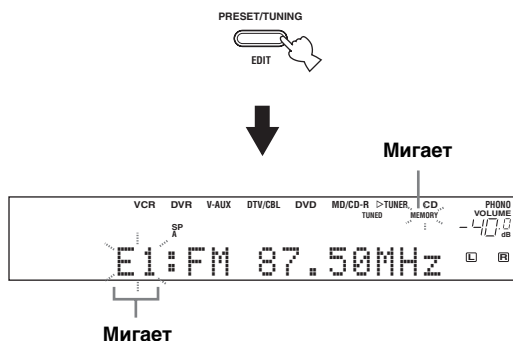 PRESET/TUNING
EDIT
Мигает
VCR DVR V-AUX DTV/CBL DVD MD/CD-R ▷TUNER CD PHONO
TUNED MEMORY VOLUME
SP
A
-40.0
dB
E1:FM 87.50MHz L R
Мигает